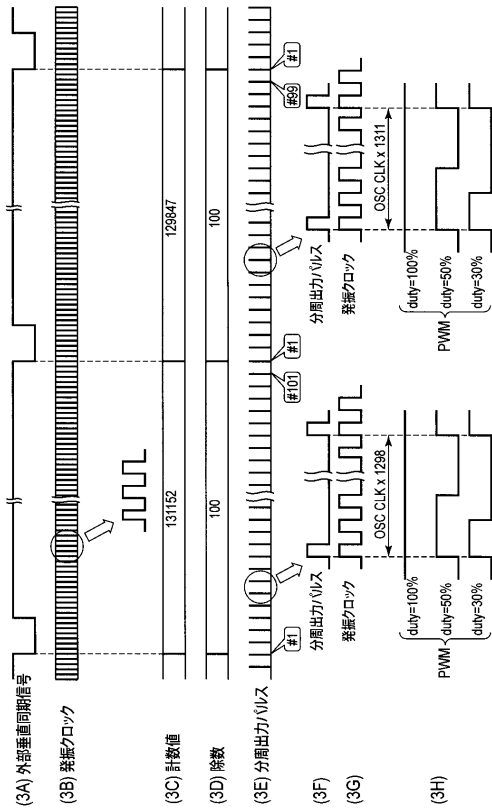 (3A) 外部垂直同期信号
(3B) 発振クロック
(3C) 計数値
131152
129847
(3D) 除数
100
100
(3E) 分周出力パルス
#1
#101
#1
#99
#1
(3F)
分周出力パルス
分周出力パルス
(3G)
発振クロック
発振クロック
OSC CLK x 1298
OSC CLK x 1311
(3H)
PWM
duty=100%
duty=50%
duty=30%
PWM
duty=100%
duty=50%
duty=30%